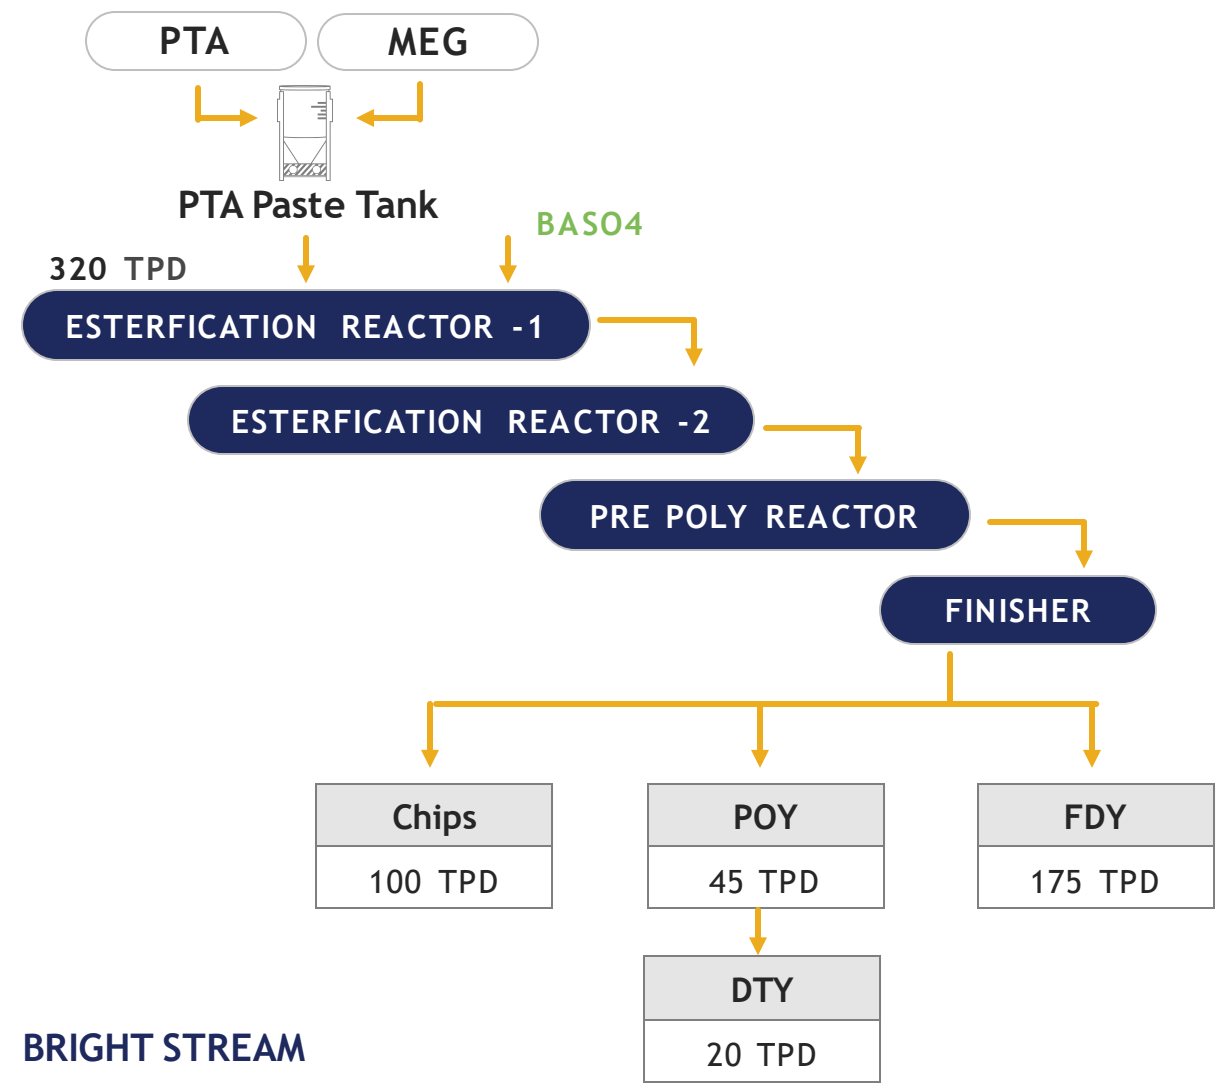 PTA
MEG
PTA Paste Tank
BASO4
320 TPD
ESTERFICATION REACTOR -1
ESTERFICATION REACTOR -2
PRE POLY REACTOR
FINISHER
Chips
POY
FDY
100 TPD
45 TPD
175 TPD
DTY
20 TPD
BRIGHT STREAM